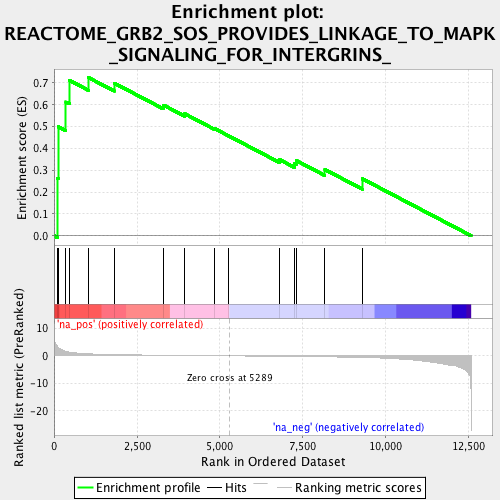 Enrichment plot:
REACTOME_GRB2_SOS_PROVIDES_LINKAGE_TO_MAPK
_SIGNALING_FOR_INTERGRINS_
Enrichment score (ES)
0.7
0.6
0.5
0.4
0.3
0.2
0.1
0.0
'na_pos' (positively correlated)
Ranked list metric (PreRanked)
10
0
-10
-20
Zero cross at 5289
'na_neg' (negatively correlated)
0
2,500
5,000
7,500
10,000
12,500
Rank in Ordered Dataset
Enrichment profile
Hits
Ranking metric scores